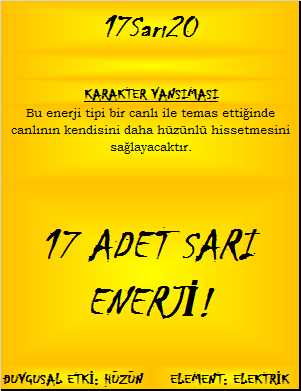 17Sarı20
KARAKTER YANSIMASI
Bu enerji tipi bir canlı ile temas ettiğinde
canlının kendisini daha hüzünlü hissetmesini
sağlayacaktır.
17 ADET SARI
ENERJİ!
DUYGUSAL ETKİ: HÜZÜN ELEMENT: ELEKTRİK